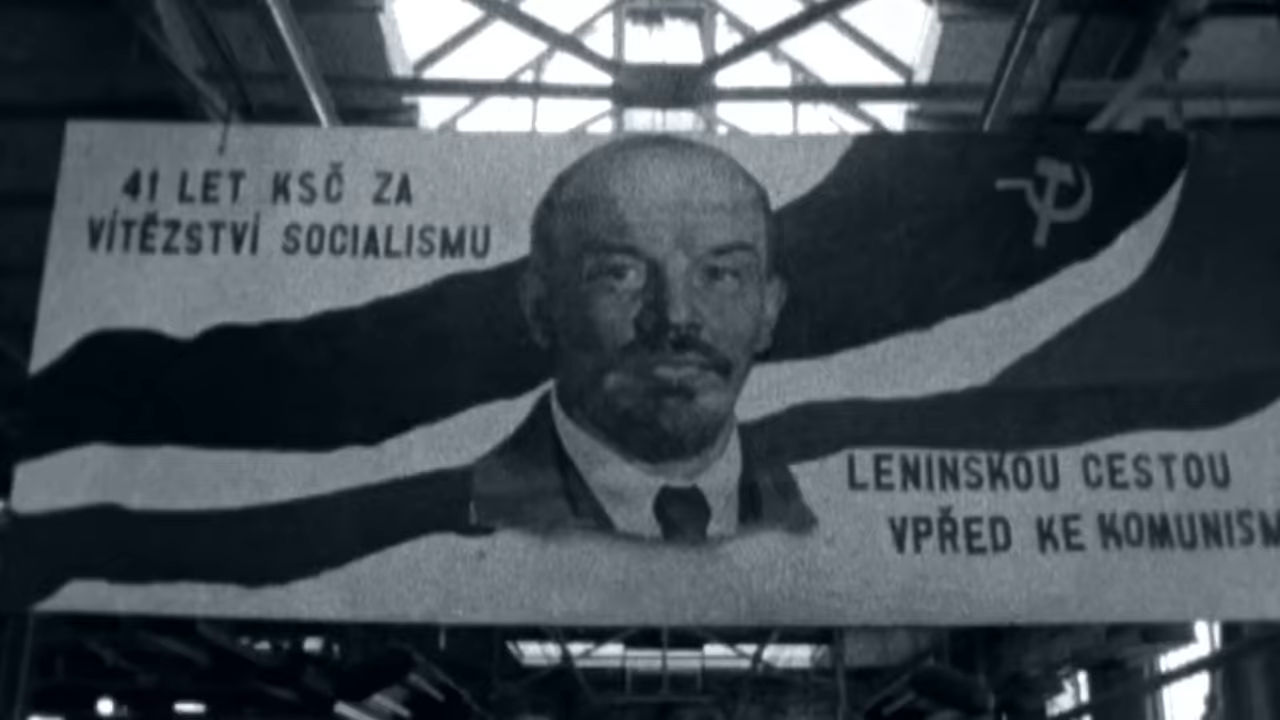 41 LET KSČ ZA
VÍTĚZSTVÍ SOCIALISMU
LENINSKOU CESTOU
VPŘED KE KOMUNISM